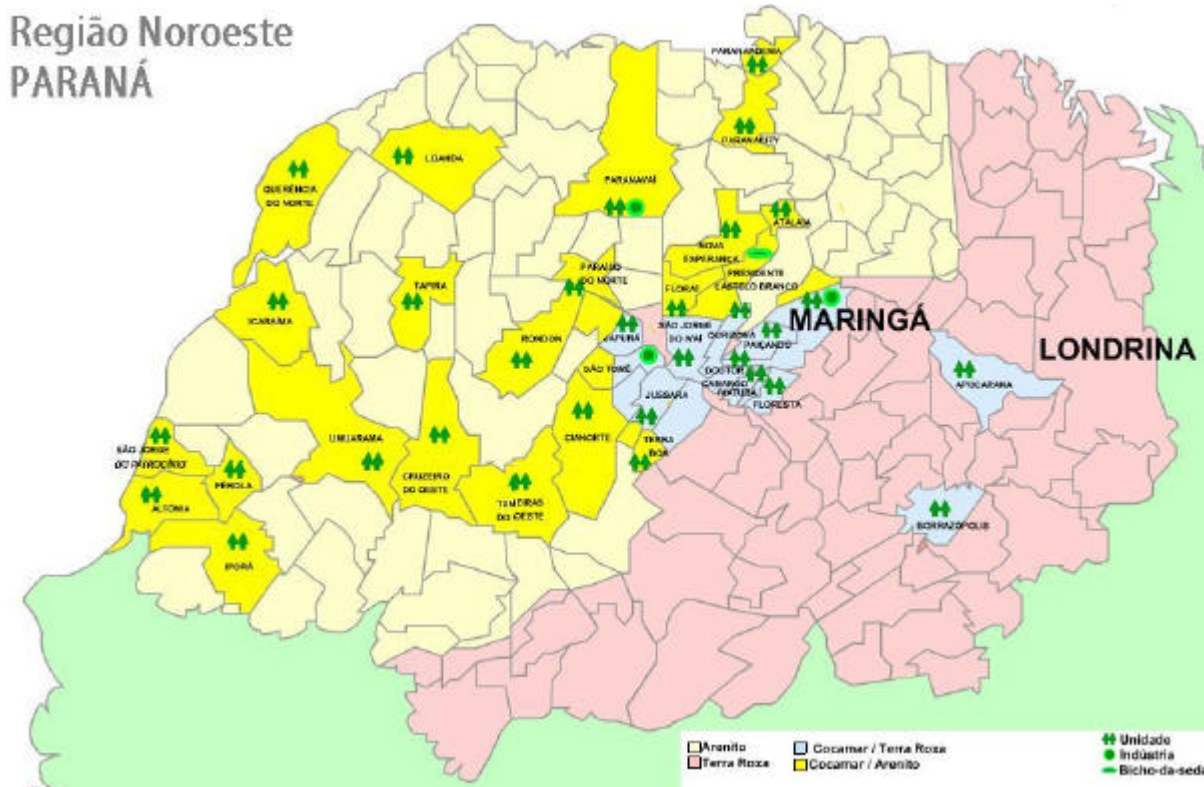 Região Noroeste
PARANÁ
PARANACITY
LOANDA
QUERÊNCIA
DO NORTE
PARANAVAÍ
ATALAIA
NOVA
ESPERANÇA
PRESIDENTE
CASTELO BRANCO
FLORAÍ
PARAÍSO
DO NORTE
TAPIRA
ICARAÍMA
RONDON
JAPURÁ
SÃO JORGE
DO IVAÍ
OURIZONA
PAIÇANDU
MARINGÁ
LONDRINA
SÃO TOMÉ
DOUTOR
CAMARGO
IVATUBA
FLORESTA
APUCARANA
JUSSARA
CIANORTE
TERRA
BOA
SÃO JORGE
DO PATROCÍNIO
UMUARAMA
CRUZEIRO
DO OESTE
PÉROLA
ALTÔNIA
TUNEIRAS
DO OESTE
BORRAZÓPOLIS
IPORÃ
Arenito
Terra Roxa
Cocamar / Terra Roxa
Cocamar / Arenito
Unidade
Indústria
Bicho-da-seda